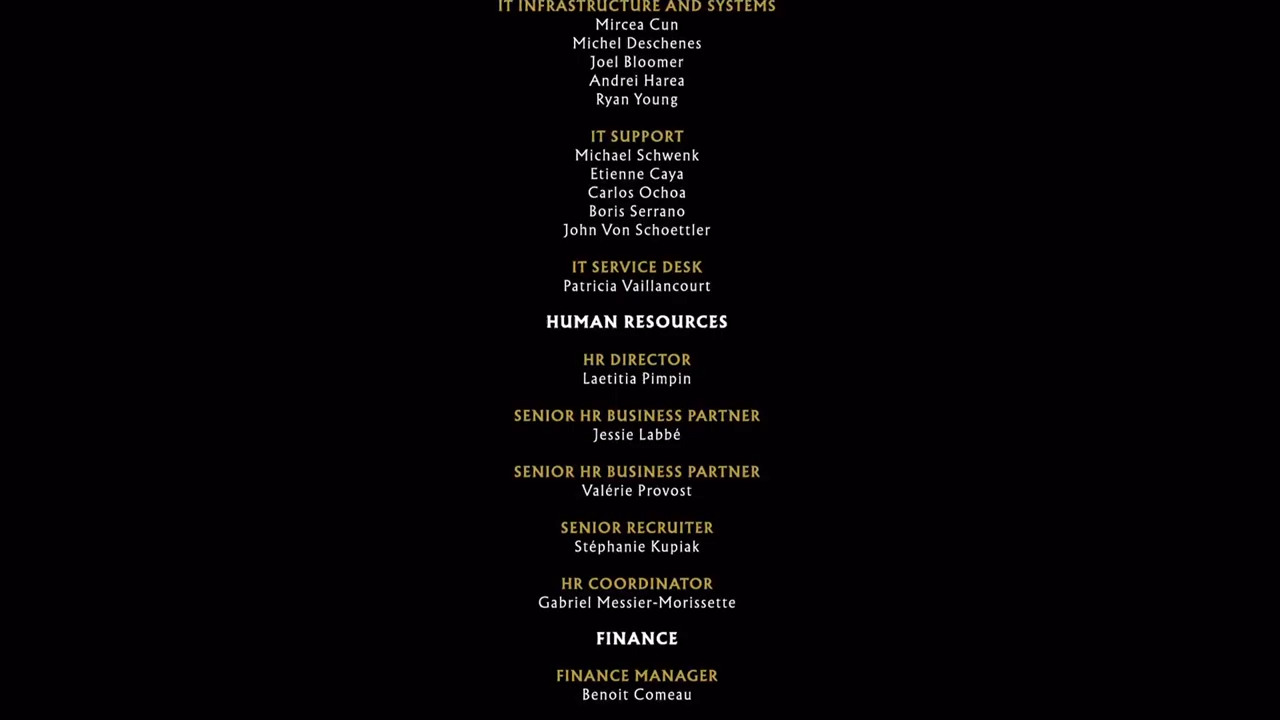 IT INFRASTRUCTURE AND SYSTEMS
Mircea Cun
Michel Deschenes
Joel Bloomer
Andrei Harea
Ryan Young
IT SUPPORT
Michael Schwenk
Etienne Caya
Carlos Ochoa
Boris Serrano
John Von Schoettler
IT SERVICE DESK
Patricia Vaillancourt
HUMAN RESOURCES
HR DIRECTOR
Laetitia Pimpin
SENIOR HR BUSINESS PARTNER
Jessie Labbé
SENIOR HR BUSINESS PARTNER
Valérie Provost
SENIOR RECRUITER
Stéphanie Kupiak
HR COORDINATOR
Gabriel Messier-Morissette
FINANCE
FINANCE MANAGER
Benoit Comeau